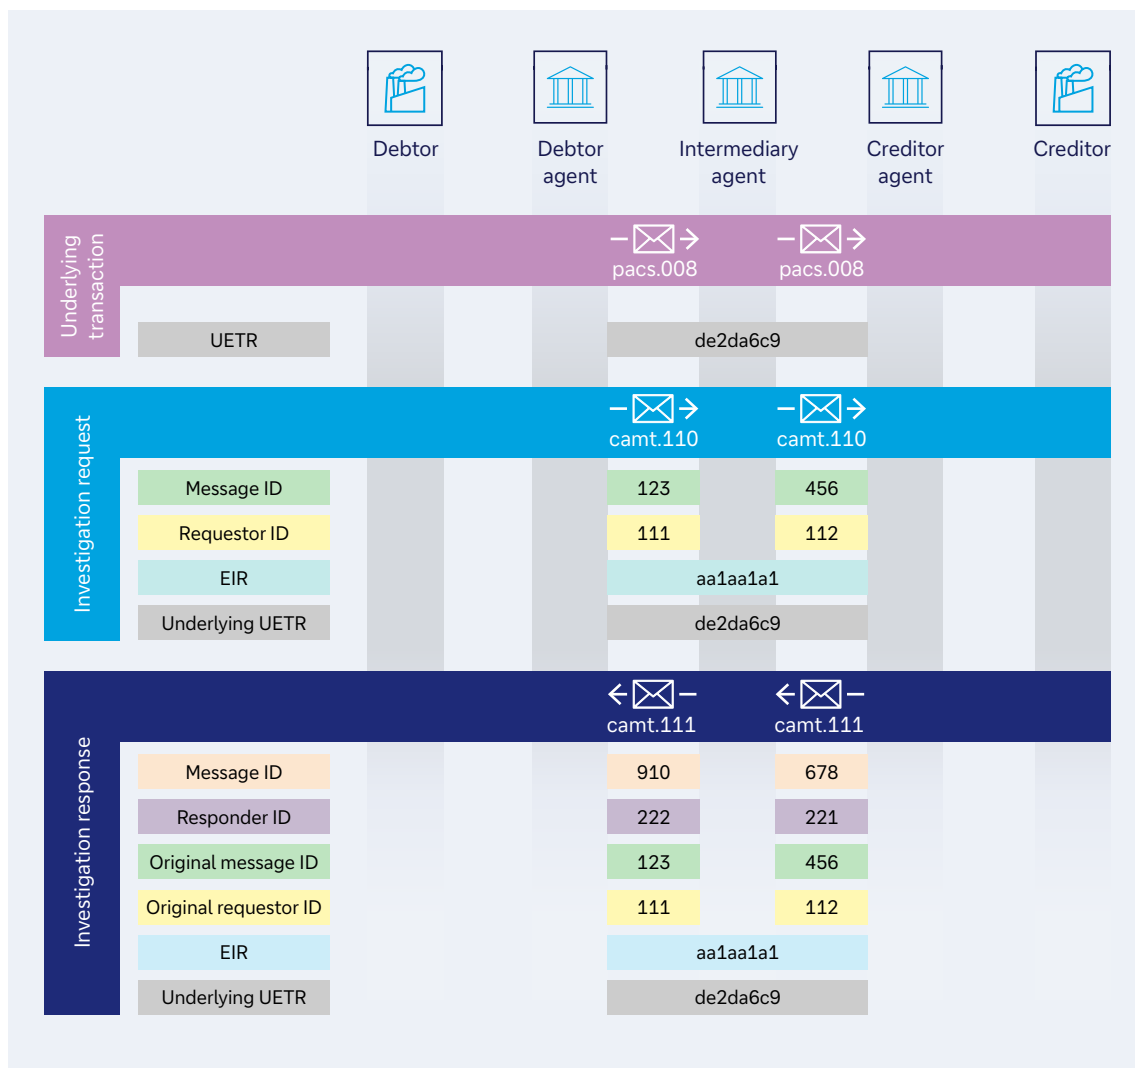 Debtor
Debtor
agent
Intermediary
agent
Creditor
agent
Creditor
Underlying
transaction
pacs.008
pacs.008
UETR
de2da6c9
Investigation request
camt.110
camt.110
Message ID
123
456
Requestor ID
111
112
EIR
aa1aa1a1
Underlying UETR
de2da6c9
Investigation response
camt.111
camt.111
Message ID
910
678
Responder ID
222
221
Original message ID
123
456
Original requestor ID
111
112
EIR
aa1aa1a1
Underlying UETR
de2da6c9